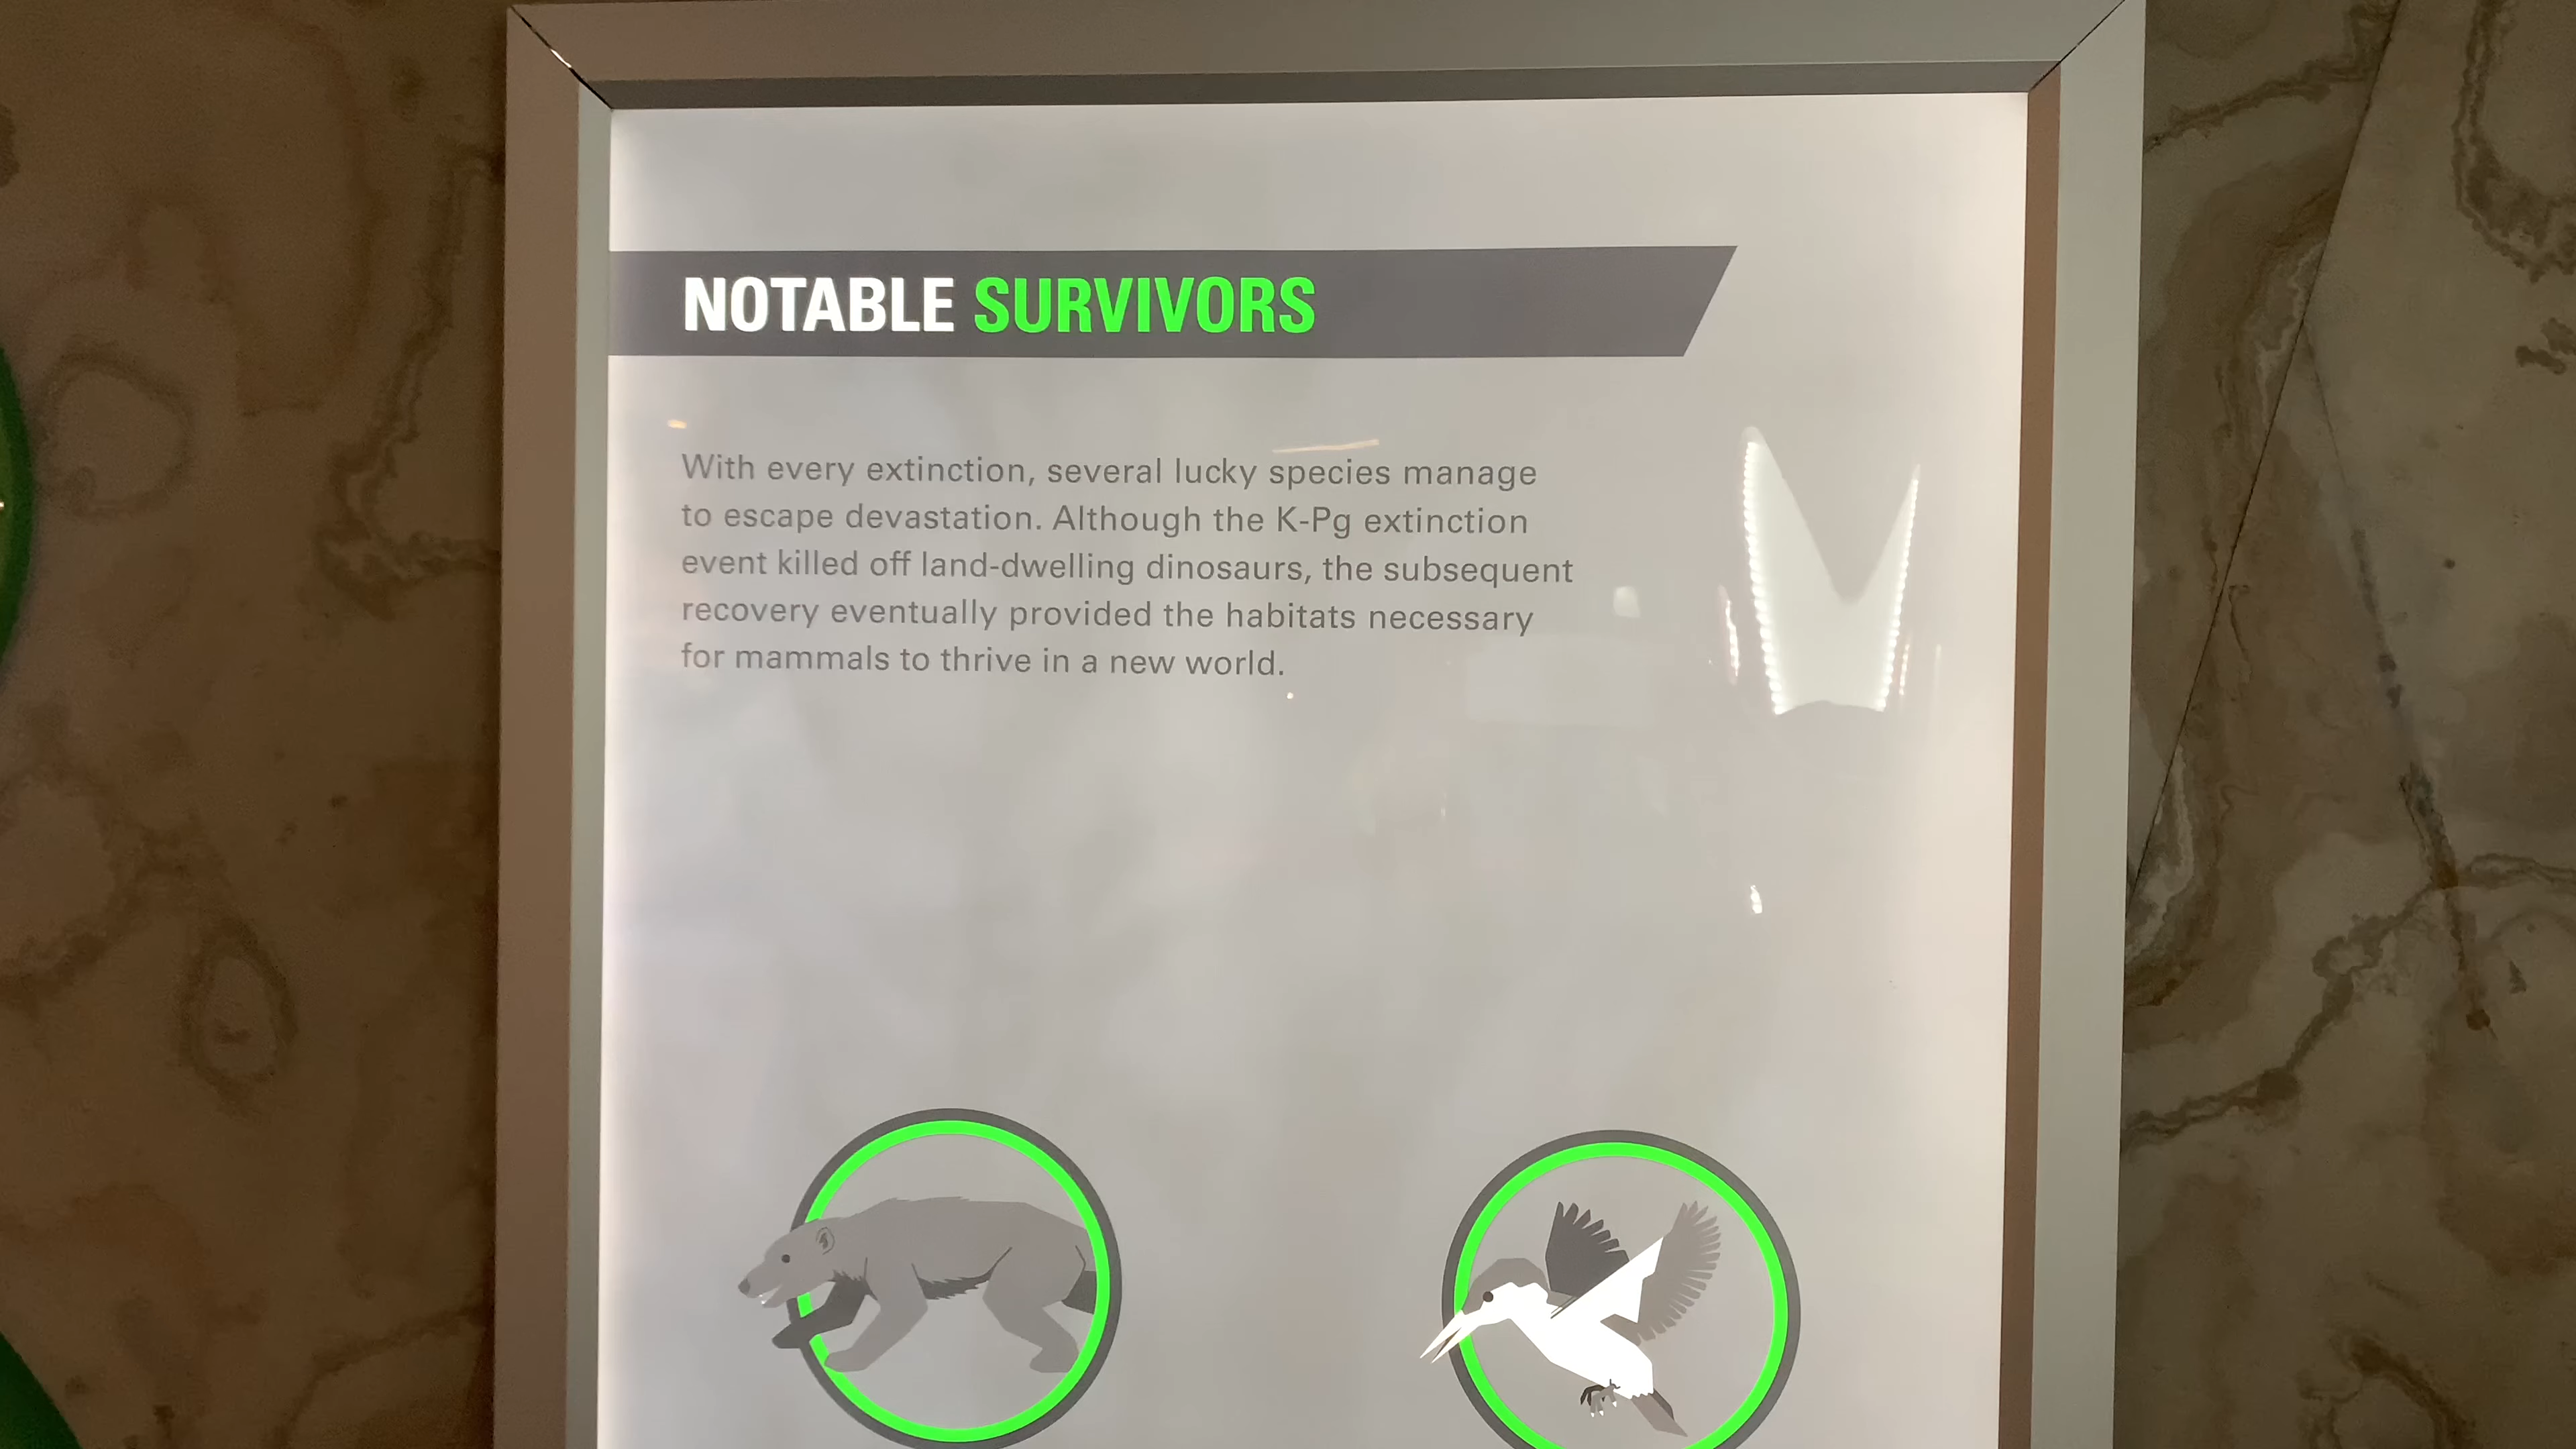 NOTABLE SURVIVORS
With every extinction, several lucky species manage
to escape devastation. Although the K-Pg extinction
event killed off land-dwelling dinosaurs, the subsequent
recovery eventually provided the habitats necessary
for mammals to thrive in a new world.